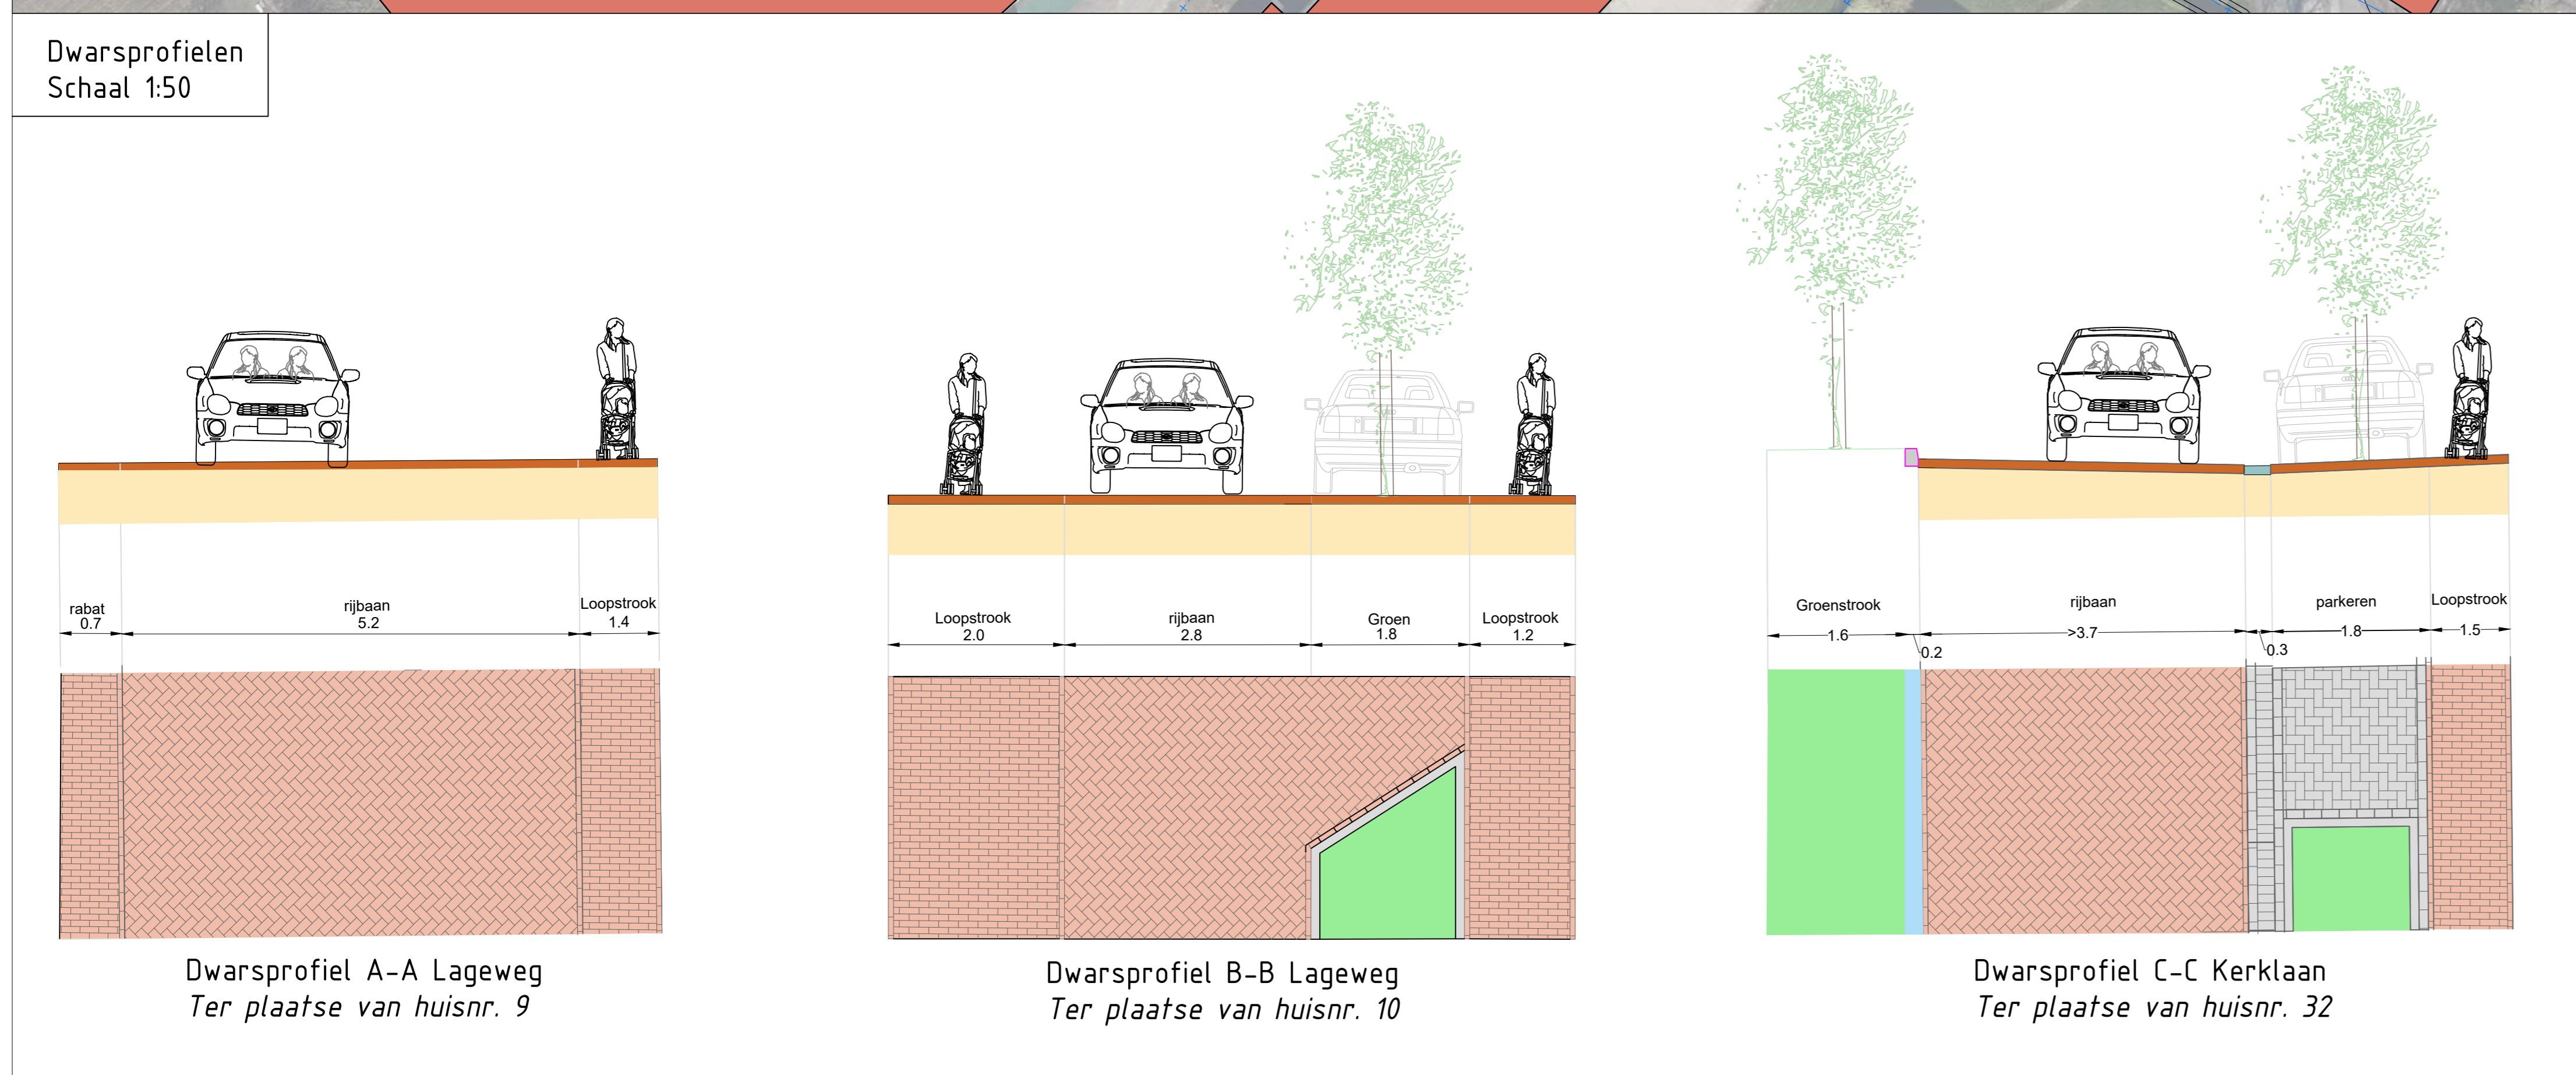 Dwarsprofielen
Schaal 1:50
rabat
0.7
rijbaan
5.2
Loopstrook
1.4
Loopstrook
2.0
rijbaan
2.8
Groen
1.8
Loopstrook
1.2
Groenstrook
1.6
0.2
rijbaan
>3.7
0.3
parkeren
1.8
Loopstrook
1.5
Dwarsprofiel A-A Lageweg
Ter plaatse van huisnr. 9
Dwarsprofiel B-B Lageweg
Ter plaatse van huisnr. 10
Dwarsprofiel C-C Kerklaan
Ter plaatse van huisnr. 32